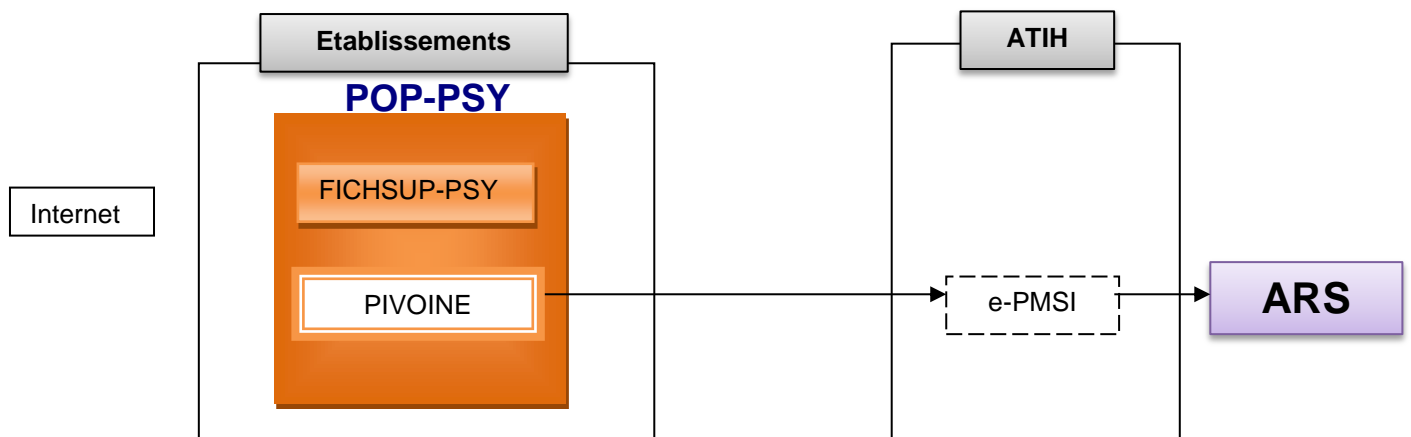 Etablissements
ATIH
POP-PSY
FICHSUP-PSY
Internet
PIVOINE
e-PMSI
ARS